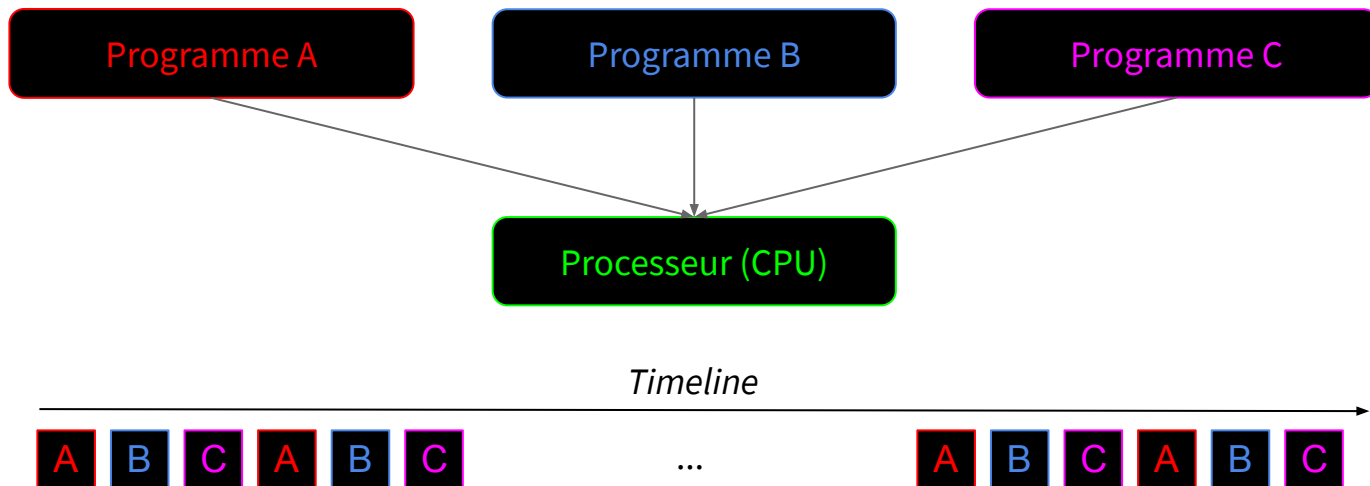 Programme A
Programme B
Programme C
Processeur (CPU)
Timeline
A B C A B C ... A B C A B C